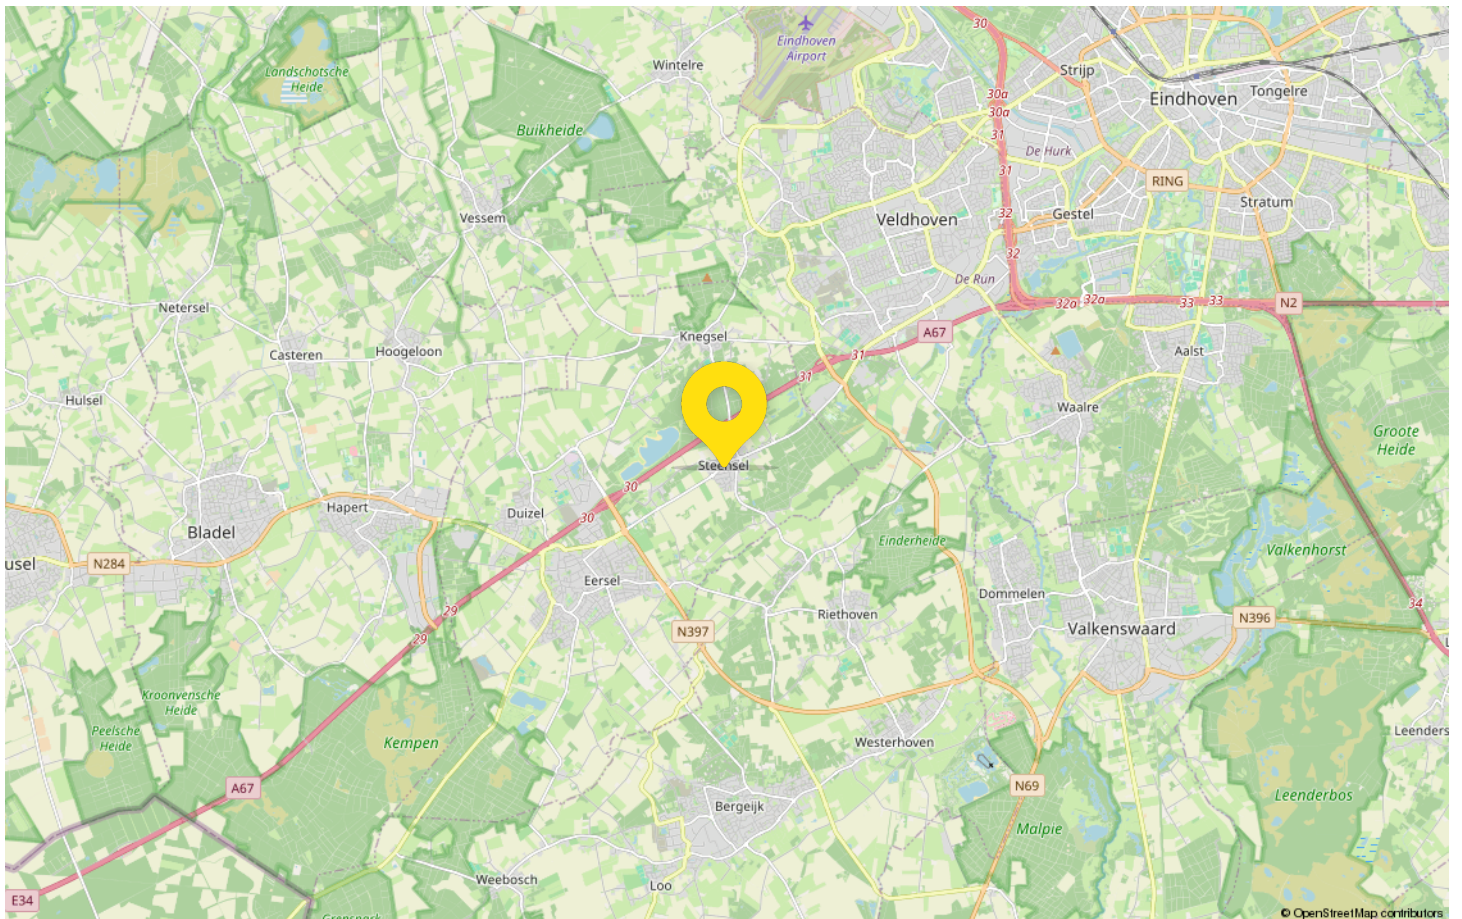 30
Eindhoven
Airport
Wintelre
Landschotsche
Heide
Strijp
Eindhoven
Tongelre
30a
30a
Buikheide
31
De Hurk
31
RING
Stratum
Vessem
Veldhoven
32
Gestel
32
De Run
Netersel
32a
32a
33
33
N2
A67
Knegsel
Casteren
Hoogeloon
31
Aalst
31
Hulsel
Waalre
Groote
Heide
Steensel
30
30
Hapert
Duizel
Bladel
Einderheide
Valkenhorst
usel
N284
Eersel
Dommelen
34
29
Riethoven
N396
29
N397
Valkenswaard
L
Kroonvensche
Heide
Peelsche
Heide
Kempen
Westerhoven
Leenders
A67
N69
Leenderbos
Bergeijk
Malpie
Weebosch
Loo
E34
Grenspark
© OpenStreetMap contributors